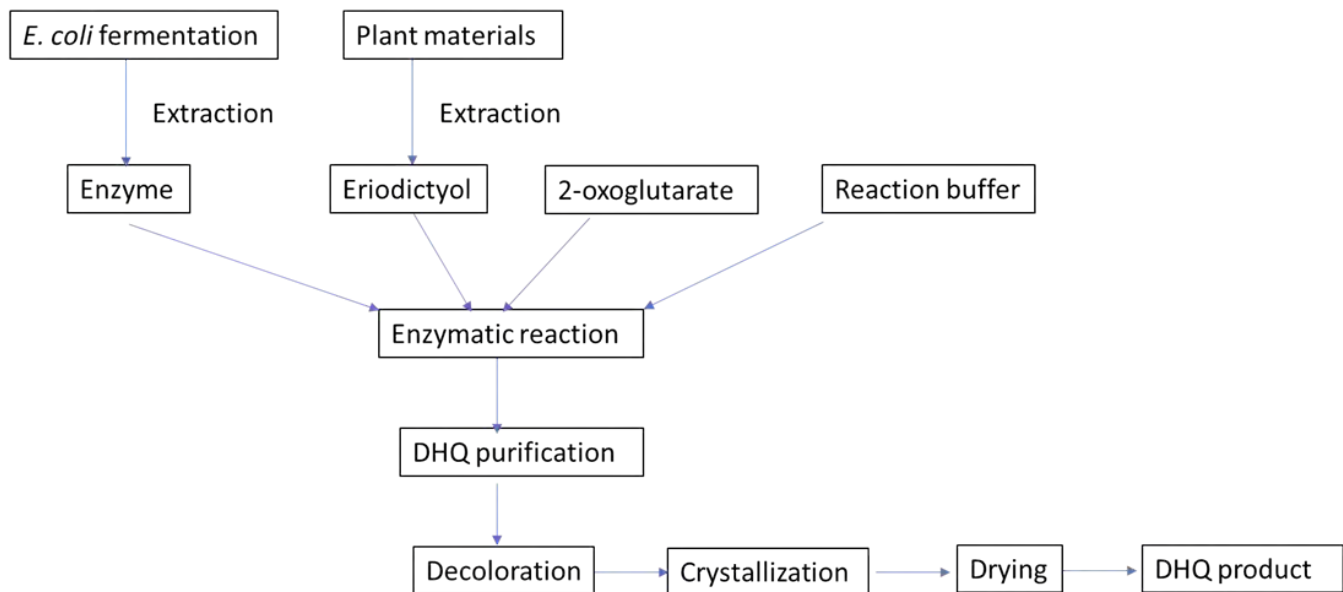 E. coli fermentation
Plant materials
Extraction
Extraction
Enzyme
Eriodictyol
2-oxoglutarate
Reaction buffer
Enzymatic reaction
DHQ purification
Decoloration
Crystallization
Drying
DHQ product